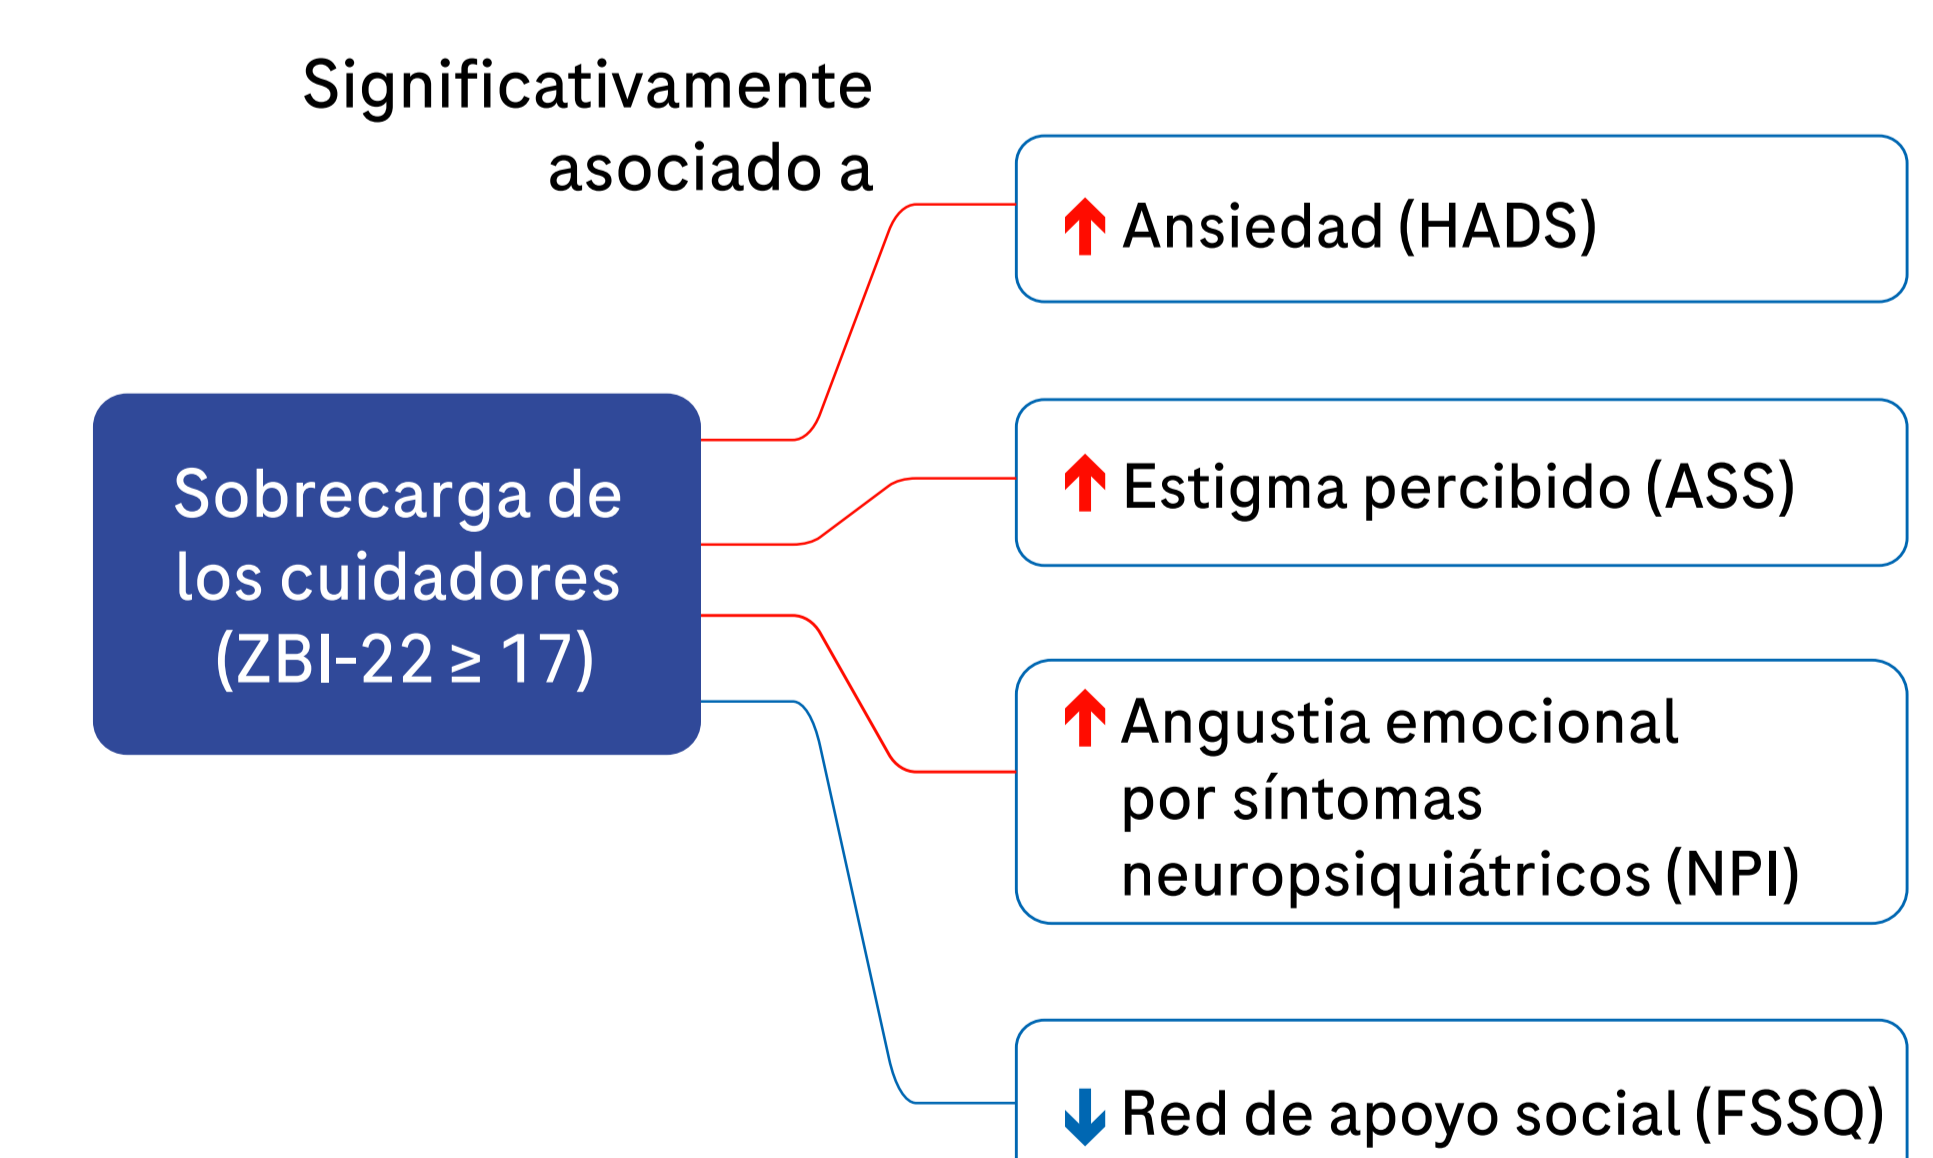 Significativamente
asociado a
Sobrecarga de
los cuidadores
(ZBI-22 ≥ 17)
↑ Ansiedad (HADS)
↑ Estigma percibido (ASS)
↑ Angustia emocional
por síntomas
neuropsiquiátricos (NPI)
↓ Red de apoyo social (FSSQ)